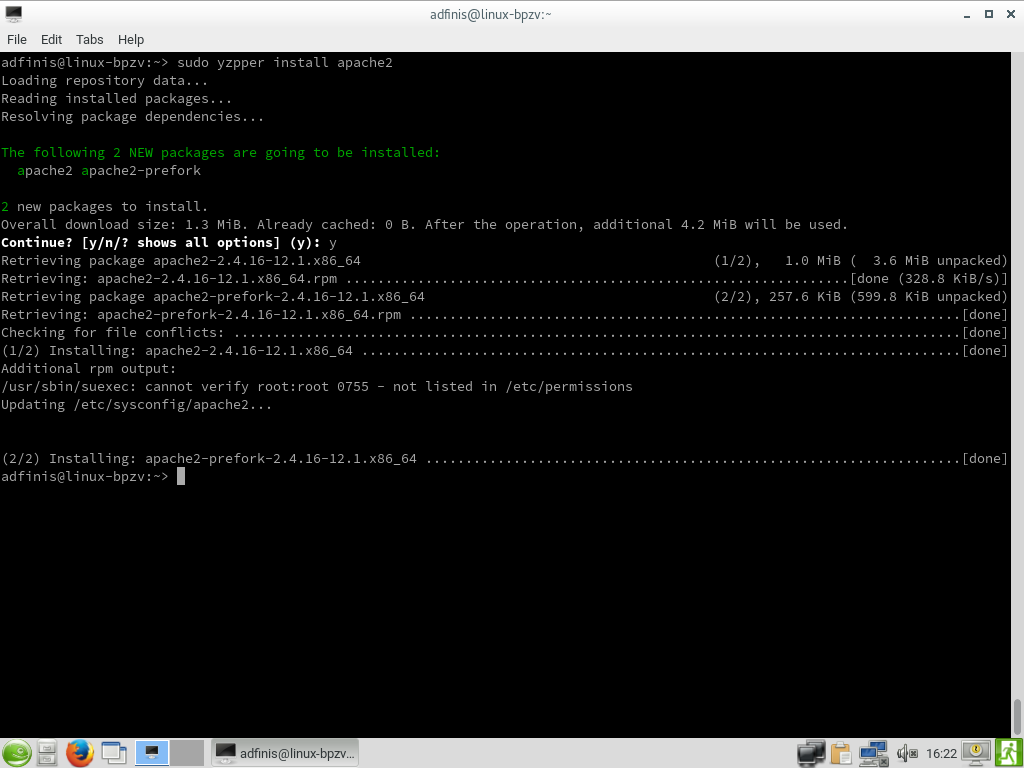 adfinis@linux-bpzv:~
File Edit Tabs Help
adfinis@linux-bpzv:~> sudo yzpper install apache2
Loading repository data...
Reading installed packages...
Resolving package dependencies...
The following 2 NEW packages are going to be installed:
apache2 apache2-prefork
2 new packages to install.
Overall download size: 1.3 MiB. Already cached: 0 B. After the operation, additional 4.2 MiB will be used.
Continue? [y/n/? shows all options] (y): y
Retrieving package apache2-2.4.16-12.1.x86_64 (1/2), 1.0 MiB ( 3.6 MiB unpacked)
Retrieving: apache2-2.4.16-12.1.x86_64.rpm ...............................................................[done (328.8 KiB/s)]
Retrieving package apache2-prefork-2.4.16-12.1.x86_64 (2/2), 257.6 KiB (599.8 KiB unpacked)
Retrieving: apache2-prefork-2.4.16-12.1.x86_64.rpm .....................................................................[done]
Checking for file conflicts: ...........................................................................................[done]
(1/2) Installing: apache2-2.4.16-12.1.x86_64 ...........................................................................[done]
Additional rpm output:
/usr/sbin/suexec: cannot verify root:root 0755 - not listed in /etc/permissions
Updating /etc/sysconfig/apache2...
(2/2) Installing: apache2-prefork-2.4.16-12.1.x86_64 ...................................................................[done]
adfinis@linux-bpzv:~>
adfinis@linux-bpzv... 16:22